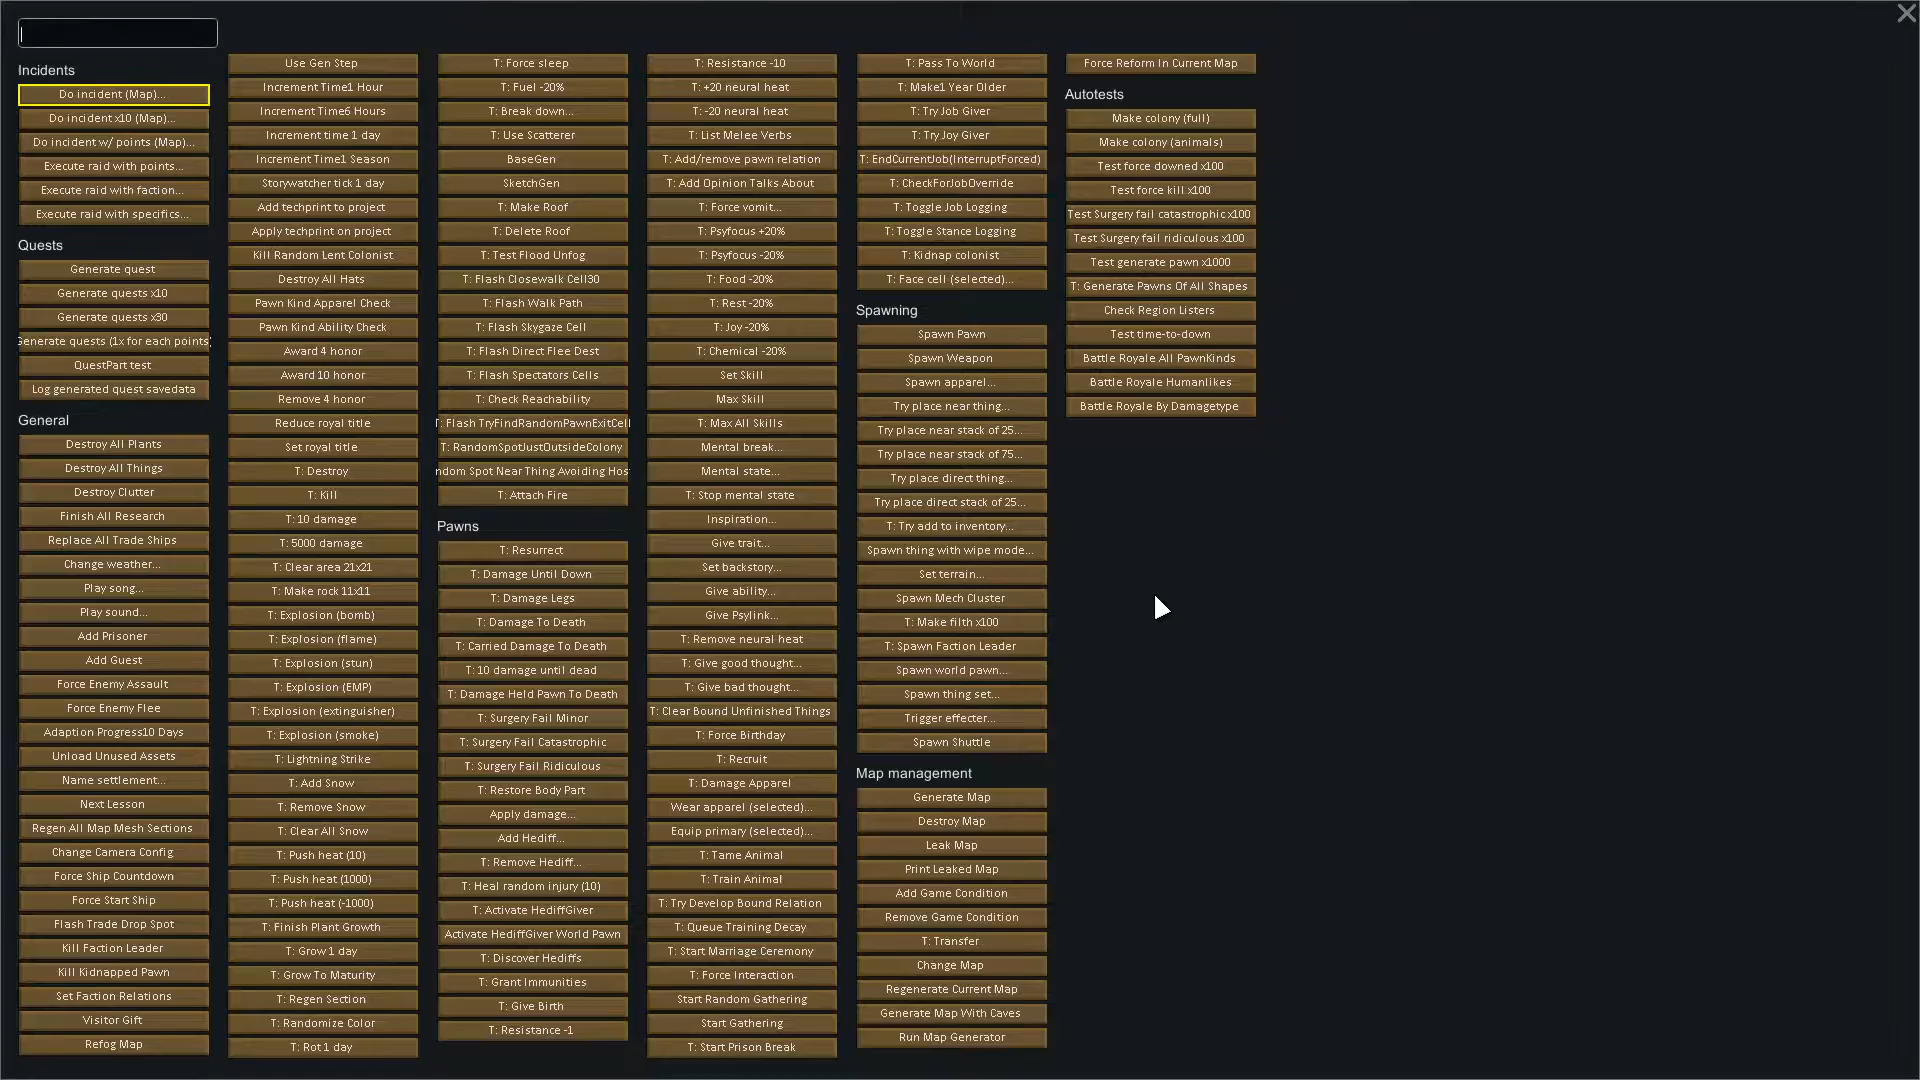 Incidents
Do incident (Map)...
Do incident x10 (Map)...
Do incident w/ points (Map)...
Execute raid with points...
Execute raid with faction...
Execute raid with specifics...
Quests
Generate quest
Generate quests x10
Generate quests x30
Generate quests (1x for each points)
QuestPart test
Log generated quest savedata
General
Destroy All Plants
Destroy All Things
Destroy Clutter
Finish All Research
Replace All Trade Ships
Change weather...
Play song...
Play sound...
Add Prisoner
Add Guest
Force Enemy Assault
Force Enemy Flee
Adaption Progress10 Days
Unload Unused Assets
Name settlement...
Next Lesson
Regen All Map Mesh Sections
Change Camera Config
Force Ship Countdown
Force Start Ship
Flash Trade Drop Spot
Kill Faction Leader
Kill Kidnapped Pawn
Set Faction Relations
Visitor Gift
Refog Map
Use Gen Step
Increment Time1 Hour
Increment Time6 Hours
Increment time 1 day
Increment Time1 Season
Storywatcher tick 1 day
Add techprint to project
Apply techprint on project
Kill Random Lent Colonist
Destroy All Hats
Pawn Kind Apparel Check
Pawn Kind Ability Check
Award 4 honor
Award 10 honor
Remove 4 honor
Reduce royal title
Set royal title
T: Destroy
T: Kill
T: 10 damage
T: 5000 damage
T: Clear area 21x21
T: Make rock 11x11
T: Explosion (bomb)
T: Explosion (flame)
T: Explosion (stun)
T: Explosion (EMP)
T: Explosion (extinguisher)
T: Explosion (smoke)
T: Lightning Strike
T: Add Snow
T: Remove Snow
T: Clear All Snow
T: Push heat (10)
T: Push heat (1000)
T: Push heat (-1000)
T: Finish Plant Growth
T: Grow 1 day
T: Grow To Maturity
T: Regen Section
T: Randomize Color
T: Rot 1 day
T: Force sleep
T: Fuel -20%
T: Break down...
T: Use Scatterer
BaseGen
SketchGen
T: Make Roof
T: Delete Roof
T: Test Flood Unfog
T: Flash Closewalk Cell30
T: Flash Walk Path
T: Flash Skygaze Cell
T: Flash Direct Flee Dest
T: Flash Spectators Cells
T: Check Reachability
T: Flash TryFindRandomPawnExitCell
T: RandomSpotJustOutsideColony
ndom Spot Near Thing Avoiding Hos
T: Attach Fire
Pawns
T: Resurrect
T: Damage Until Down
T: Damage Legs
T: Damage To Death
T: Carried Damage To Death
T: 10 damage until dead
T: Damage Held Pawn To Death
T: Surgery Fail Minor
T: Surgery Fail Catastrophic
T: Surgery Fail Ridiculous
T: Restore Body Part
Apply damage...
Add Hediff...
T: Remove Hediff...
T: Heal random injury (10)
T: Activate HediffGiver
Activate HediffGiver World Pawn
T: Discover Hediffs
T: Grant Immunities
T: Give Birth
T: Resistance -1
T: Resistance -10
T: +20 neural heat
T: -20 neural heat
T: List Melee Verbs
T: Add/remove pawn relation
T: Add Opinion Talks About
T: Force vomit...
T: Psyfocus +20%
T: Psyfocus -20%
T: Food -20%
T: Rest -20%
T: Joy -20%
T: Chemical -20%
Set Skill
Max Skill
T: Max All Skills
Mental break...
Mental state...
T: Stop mental state
Inspiration...
Give trait...
Set backstory...
Give ability...
Give Psylink...
T: Remove neural heat
T: Give good thought...
T: Give bad thought...
T: Clear Bound Unfinished Things
T: Force Birthday
T: Recruit
T: Damage Apparel
Wear apparel (selected)...
Equip primary (selected)...
T: Tame Animal
T: Train Animal
T: Try Develop Bound Relation
T: Queue Training Decay
T: Start Marriage Ceremony
T: Force Interaction
Start Random Gathering
Start Gathering
T: Start Prison Break
T: Pass To World
T: Make1 Year Older
T: Try Job Giver
T: Try Joy Giver
T: EndCurrentJob(InterruptForced)
T: CheckForJobOverride
T: Toggle Job Logging
T: Toggle Stance Logging
T: Kidnap colonist
T: Face cell (selected)...
Spawning
Spawn Pawn
Spawn Weapon
Spawn apparel...
Try place near thing...
Try place near stack of 25...
Try place near stack of 75...
Try place direct thing...
Try place direct stack of 25...
T: Try add to inventory...
Spawn thing with wipe mode...
Set terrain...
Spawn Mech Cluster
T: Make filth x100
T: Spawn Faction Leader
Spawn world pawn...
Spawn thing set...
Trigger effecter...
Spawn Shuttle
Map management
Generate Map
Destroy Map
Leak Map
Print Leaked Map
Add Game Condition
Remove Game Condition
T: Transfer
Change Map
Regenerate Current Map
Generate Map With Caves
Run Map Generator
Force Reform In Current Map
Autotests
Make colony (full)
Make colony (animals)
Test force downed x100
Test force kill x100
Test Surgery fail catastrophic x100
Test Surgery fail ridiculous x100
Test generate pawn x1000
T: Generate Pawns Of All Shapes
Check Region Listers
Test time-to-down
Battle Royale All PawnKinds
Battle Royale Humanlikes
Battle Royale By Damagetype